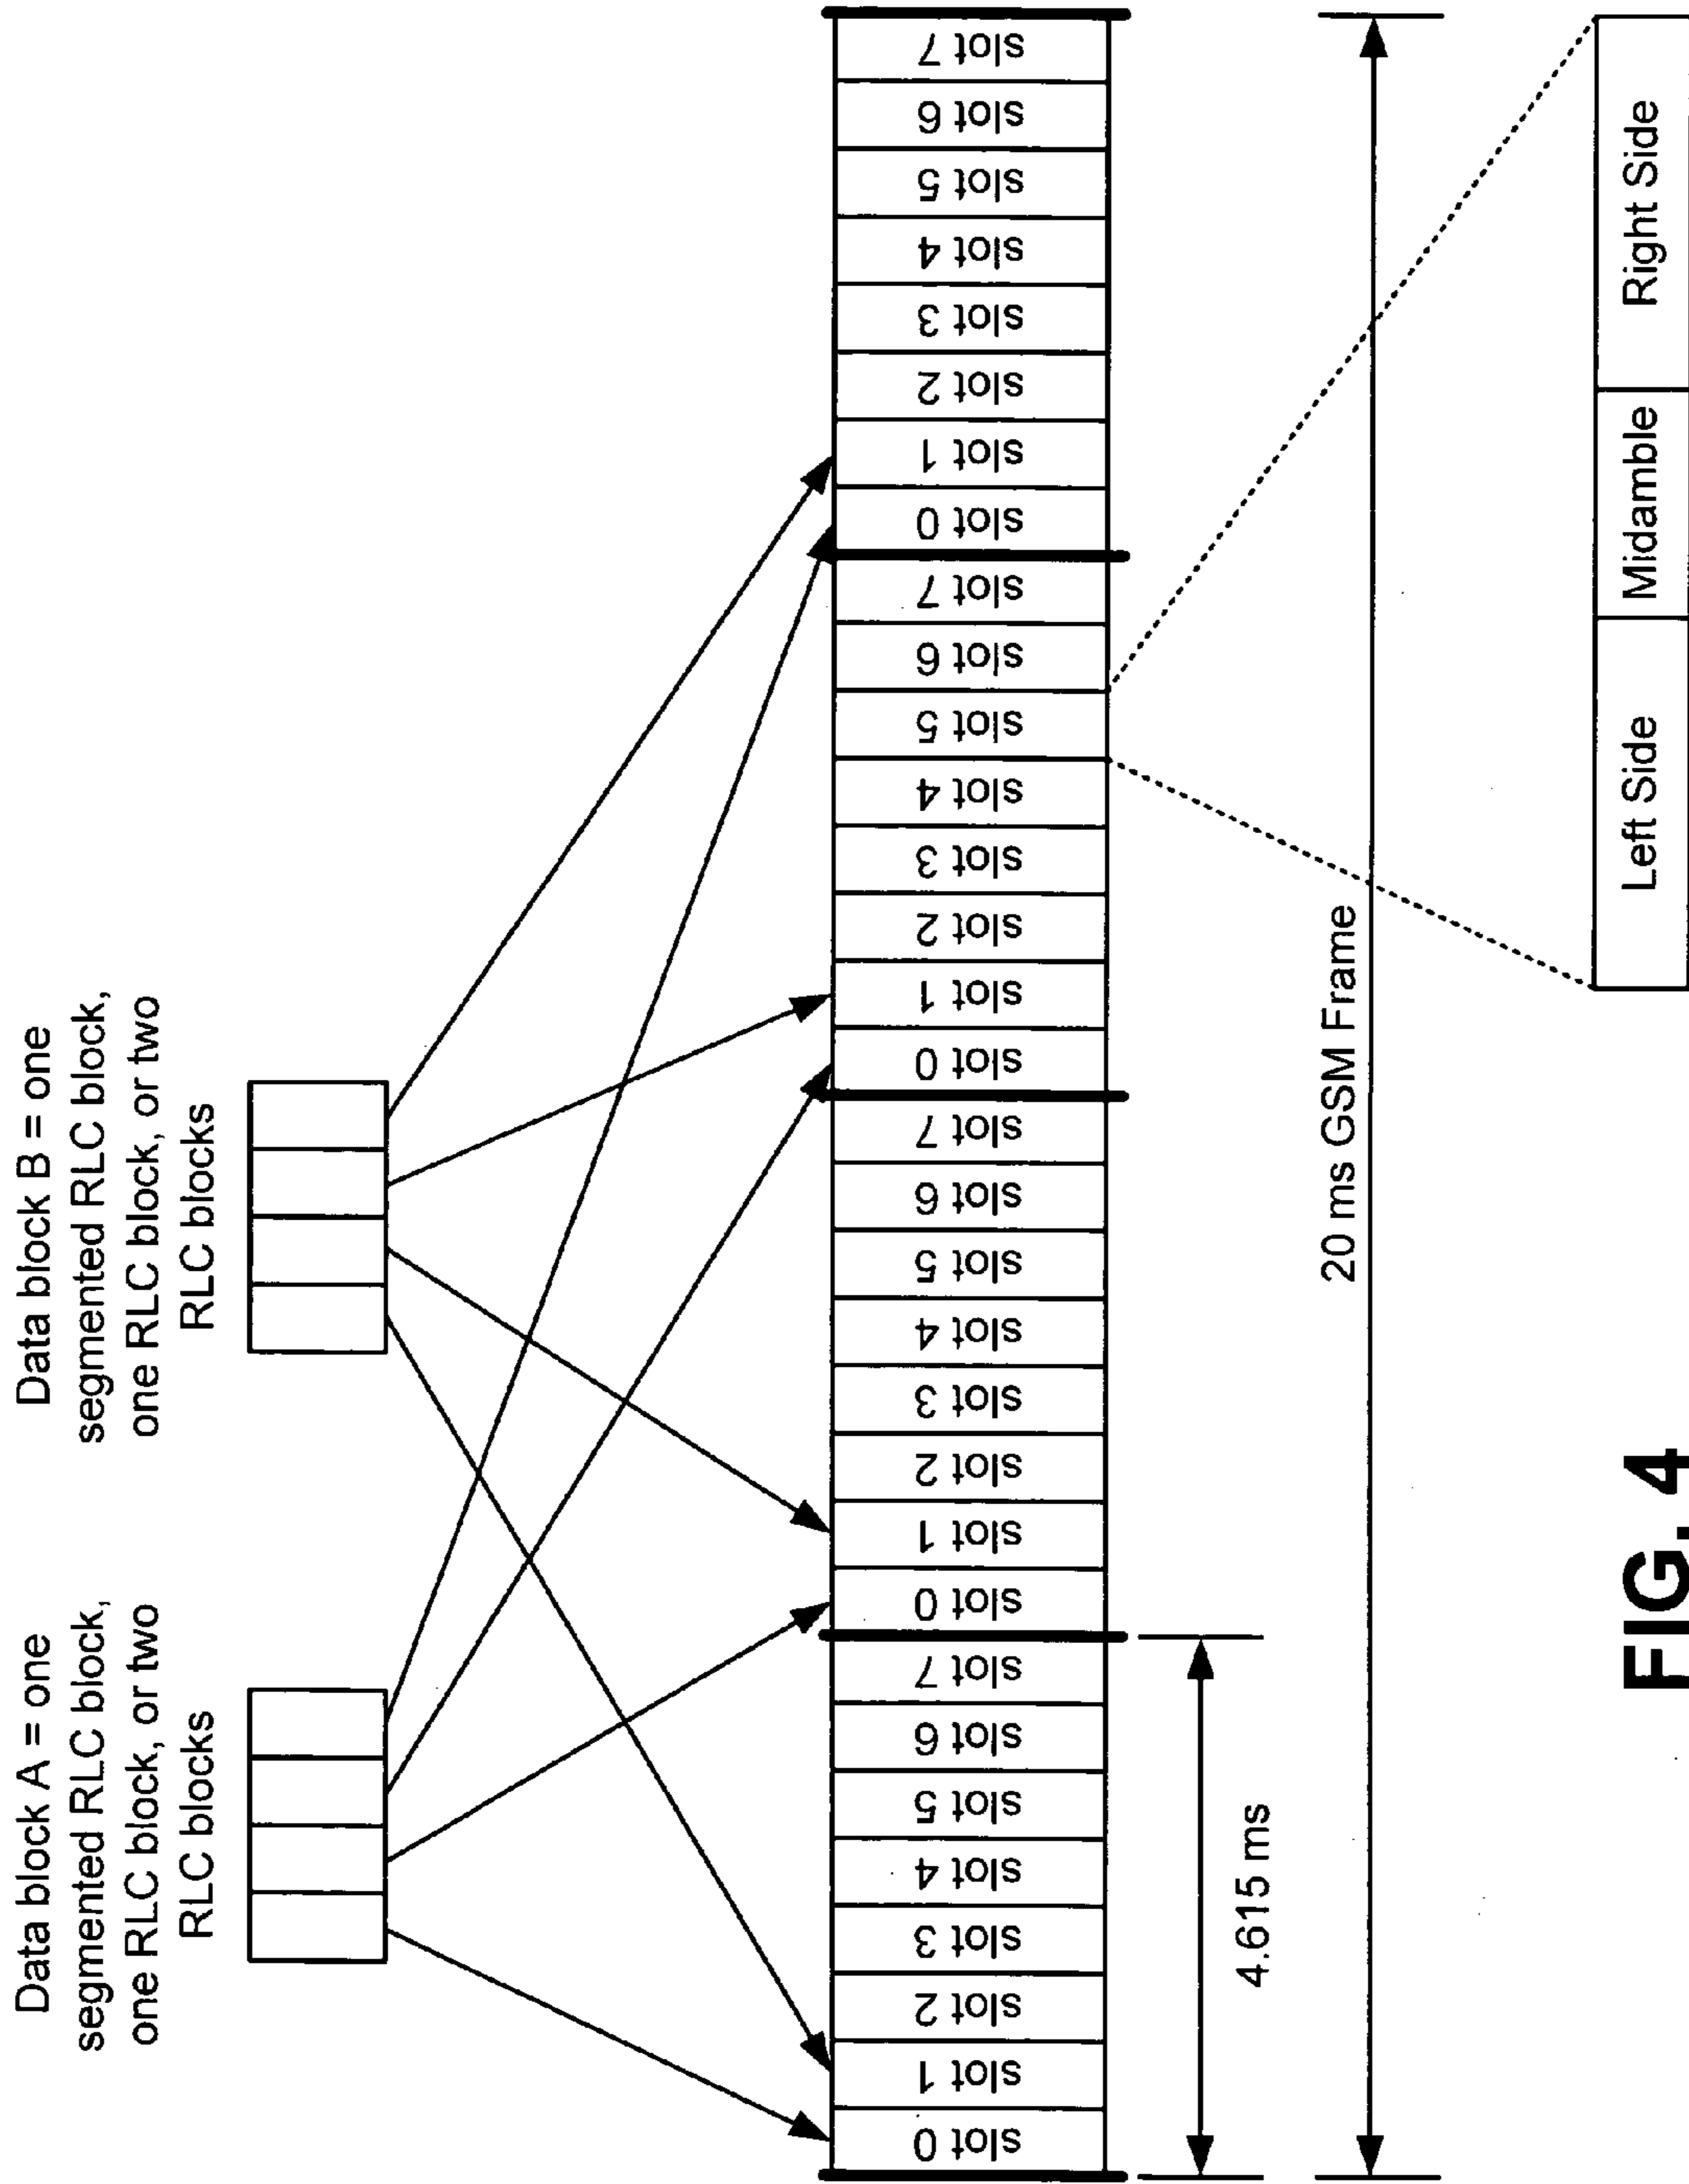 Data block A = one
segmented RLC block,
one RLC block, or two
RLC blocks
Data block B = one
segmented RLC block,
one RLC block, or two
RLC blocks
slot 0
slot 1
slot 2
slot 3
slot 4
slot 5
slot 6
slot 7
slot 0
slot 1
slot 2
slot 3
slot 4
slot 5
slot 6
slot 7
slot 0
slot 1
slot 2
slot 3
slot 4
slot 5
slot 6
slot 7
slot 0
slot 1
slot 2
slot 3
slot 4
slot 5
slot 6
slot 7
4.615 ms
20 ms GSM Frame
Left Side
Midamble
Right Side
FIG. 4